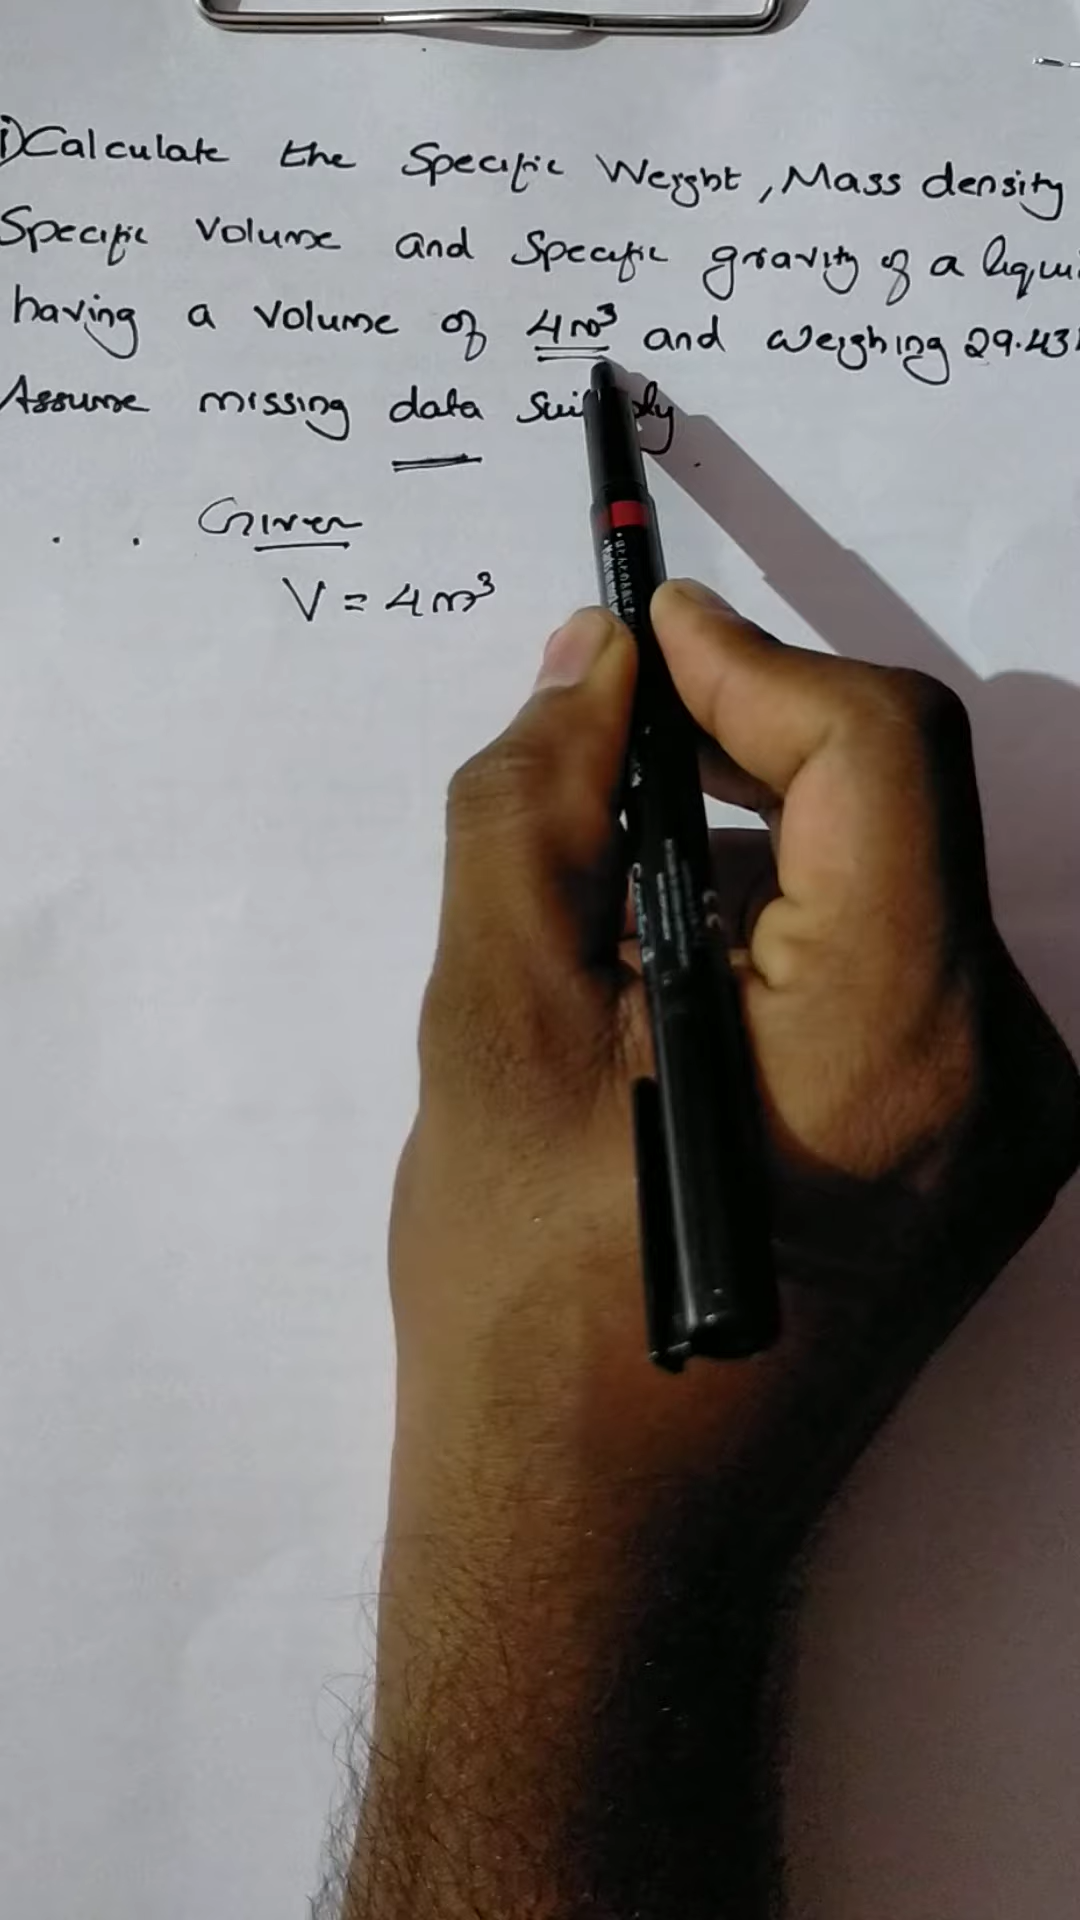 i) Calculate the Specific Weight, Mass density
Specific Volume and Specific gravity of a liqui
having a Volume of 4m³ and weighing 29.43
Assume missing data
Given
V = 4m³